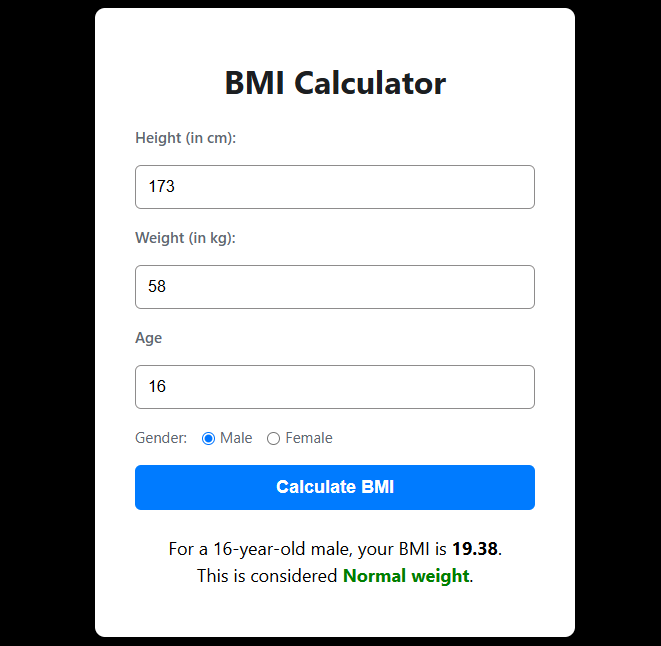 BMI Calculator
Height (in cm):
173
Weight (in kg):
58
Age
16
Gender: Male Female
Calculate BMI
For a 16-year-old male, your BMI is 19.38.
This is considered Normal weight.